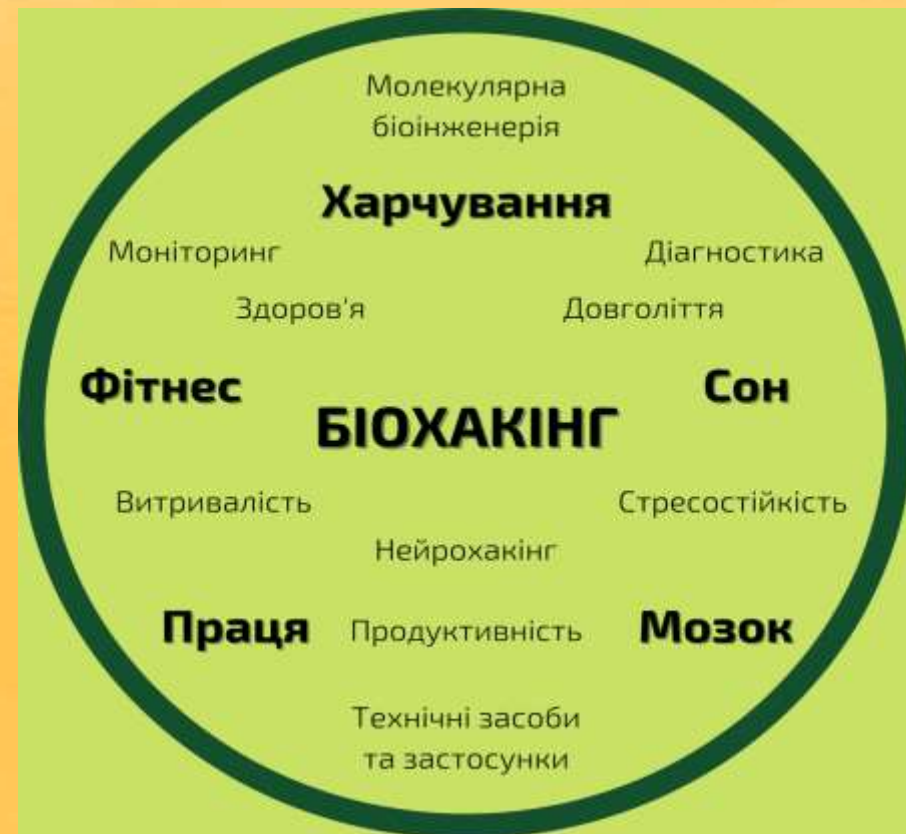 Молекулярна
біоінженерія
Харчування
Моніторинг
Діагностика
Здоров'я
Довголіття
Фітнес
Сон
БІОХАКІНГ
Витривалість
Стресостійкість
Нейрохакінг
Праця
Продуктивність
Мозок
Технічні засоби
та застосунки